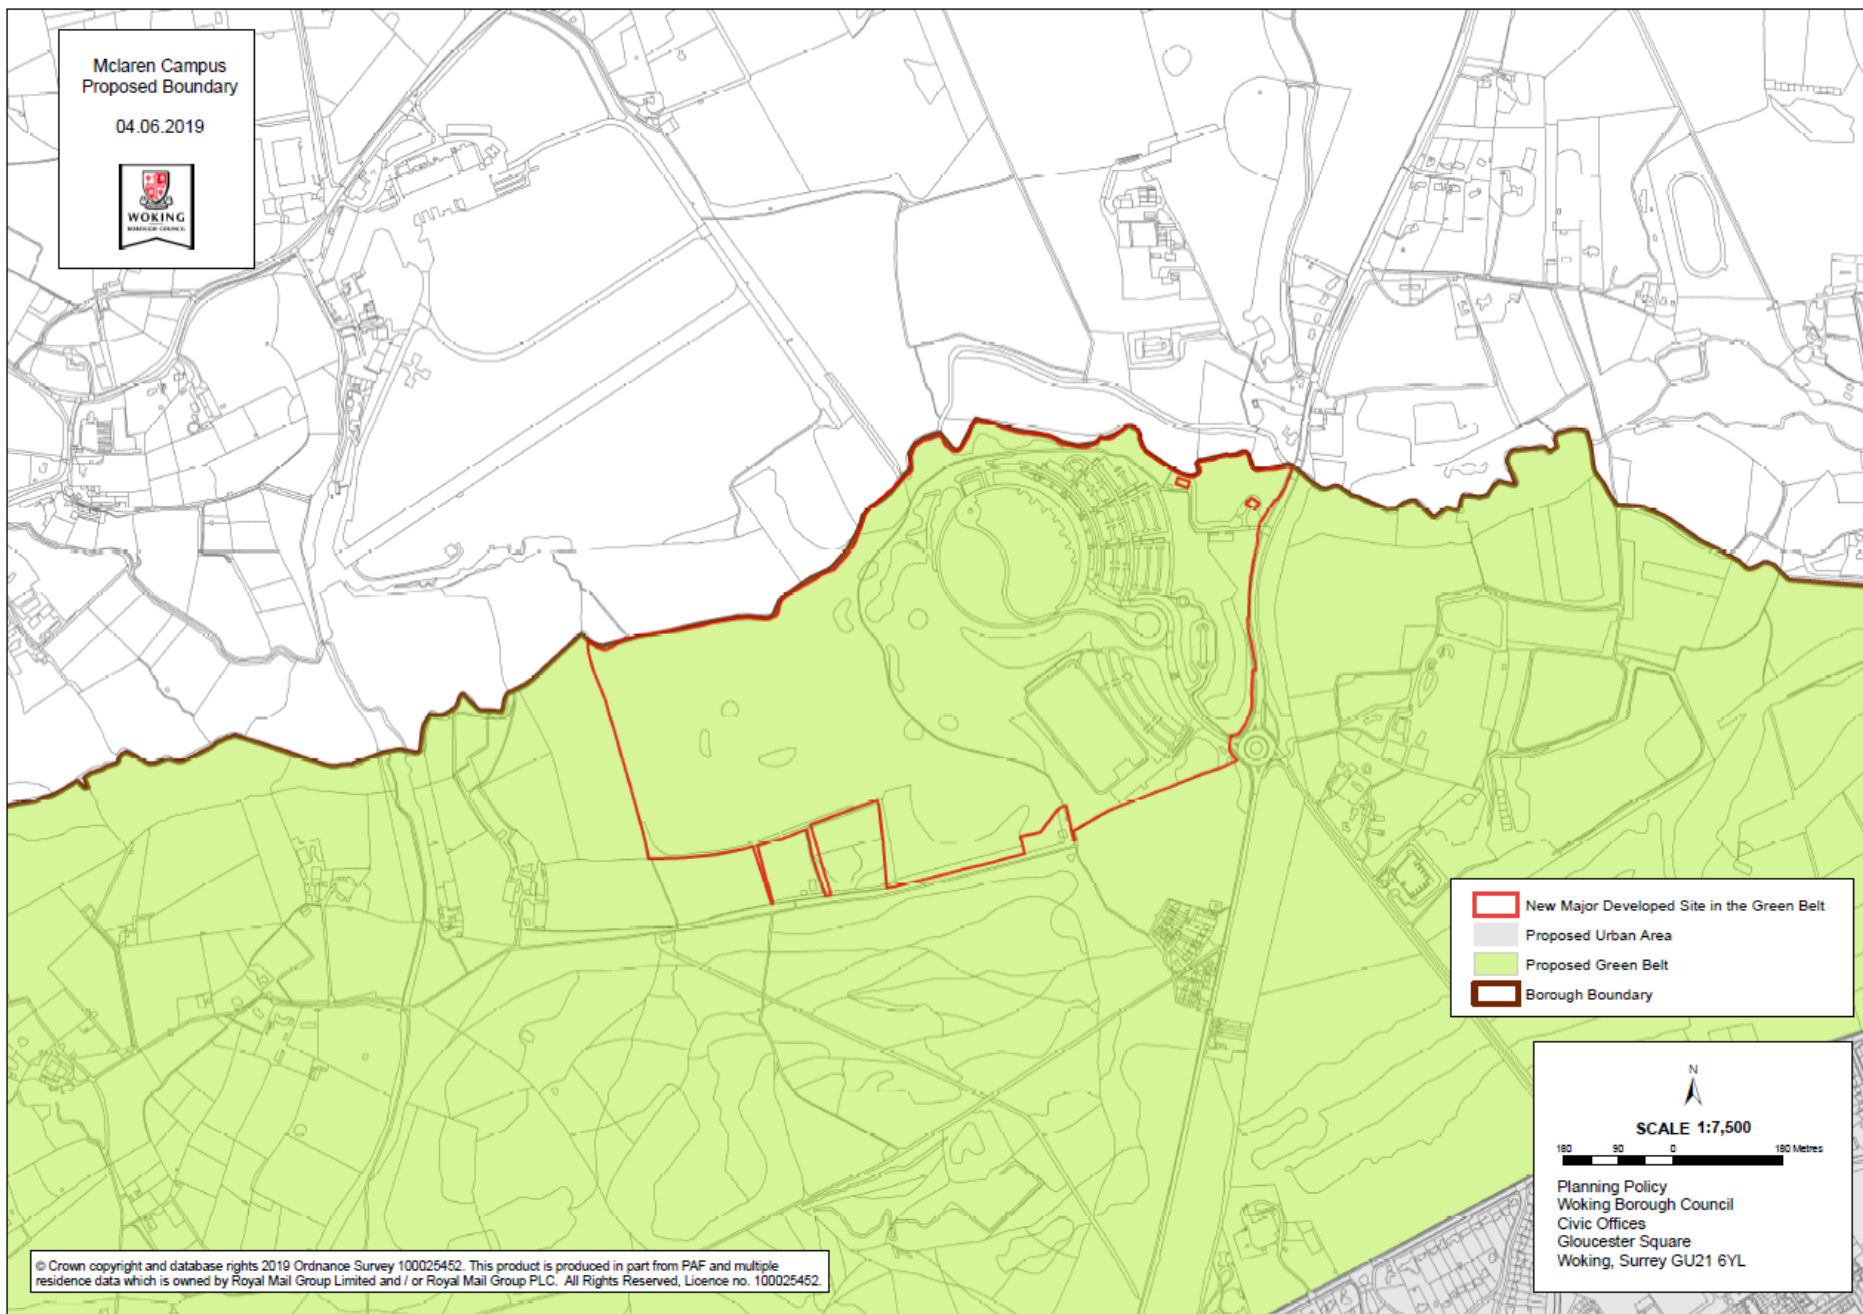 Mclaren Campus
Proposed Boundary
04.06.2019
WOKING
BOROUGH COUNCIL
New Major Developed Site in the Green Belt
Proposed Urban Area
Proposed Green Belt
Borough Boundary
N
SCALE 1:7,500
180 90 0 180 Metres
Planning Policy
Woking Borough Council
Civic Offices
Gloucester Square
Woking, Surrey GU21 6YL
© Crown copyright and database rights 2019 Ordnance Survey 100025452. This product is produced in part from PAF and multiple
residence data which is owned by Royal Mail Group Limited and / or Royal Mail Group PLC. All Rights Reserved, Licence no. 100025452.